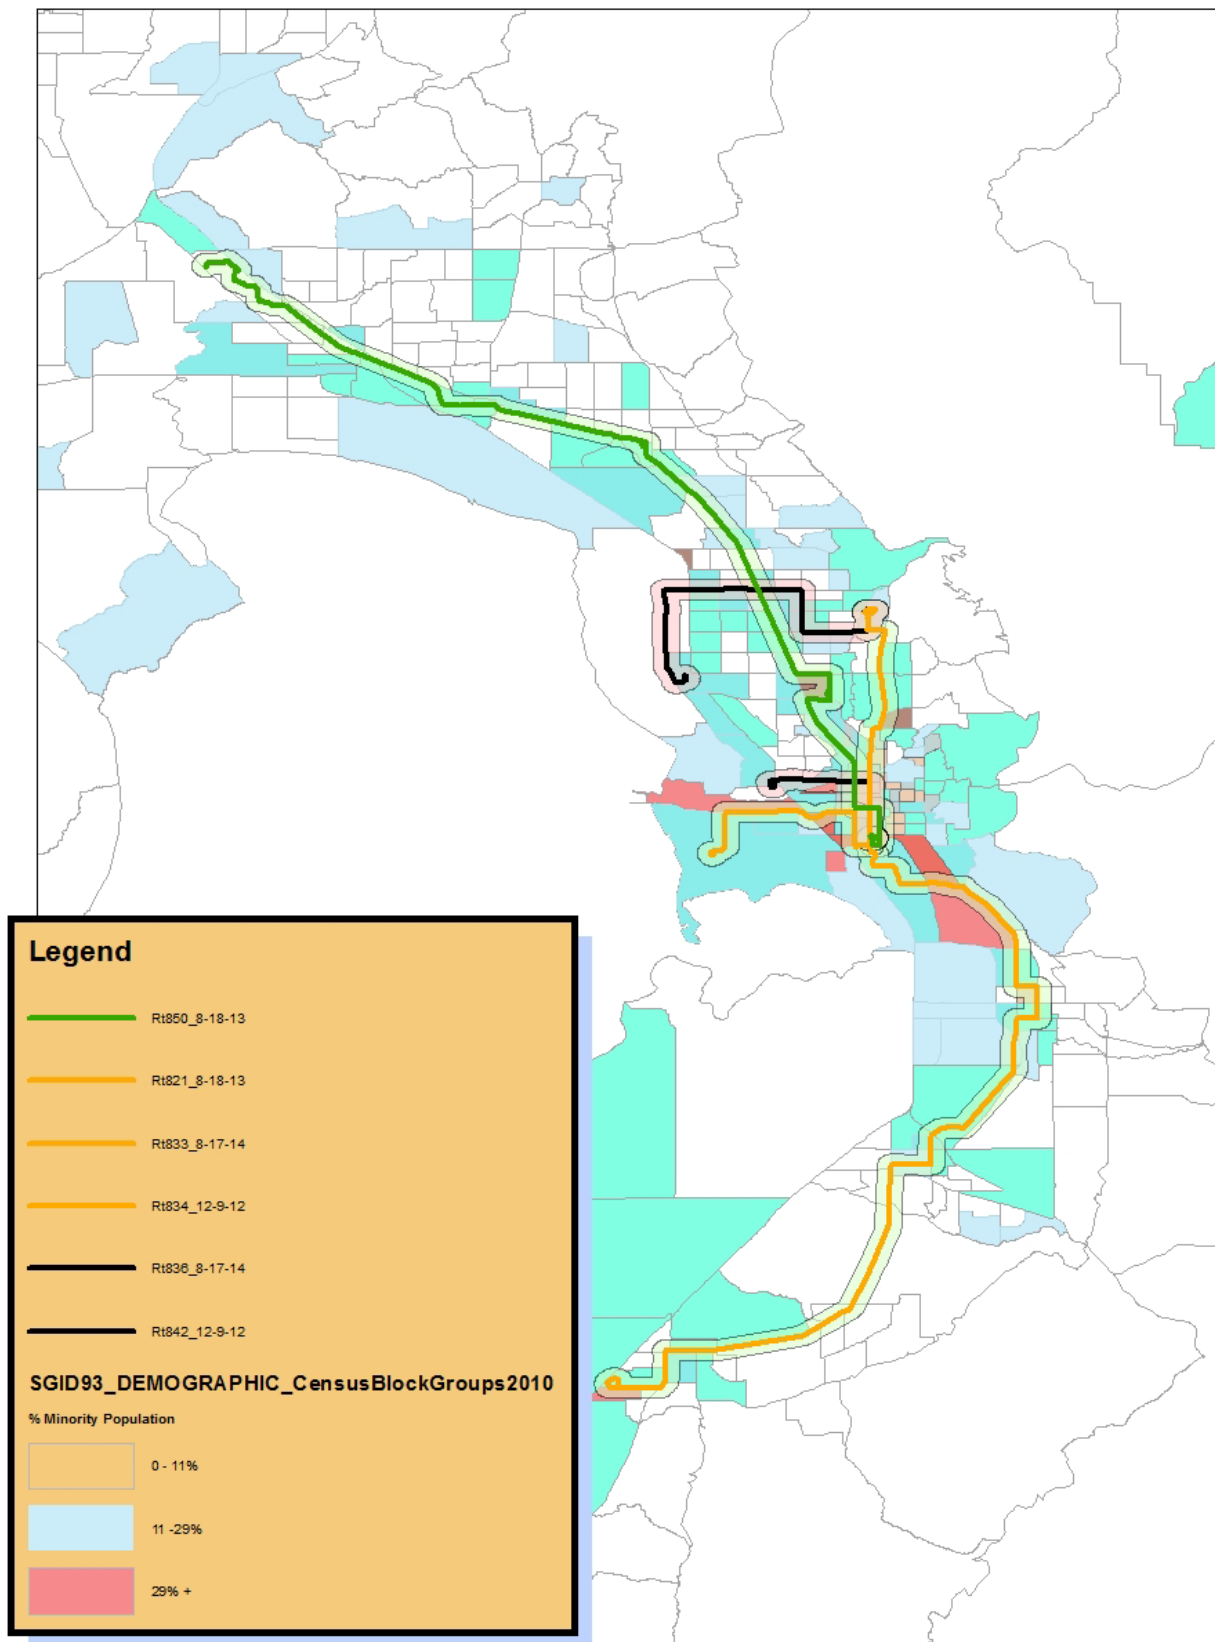 Legend
Rt850_8-18-13
Rt821_8-18-13
Rt833_8-17-14
Rt834_12-9-12
Rt836_8-17-14
Rt842_12-9-12
SGID93_DEMOGRAPHIC_CensusBlockGroups2010
% Minority Population
0 - 11%
11 -29%
29% +